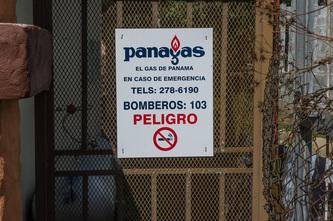 panagas
EL GAS DE PANAMA
EN CASO DE EMERGENCIA
TELS: 278-6190
BOMBEROS: 103
PELIGRO